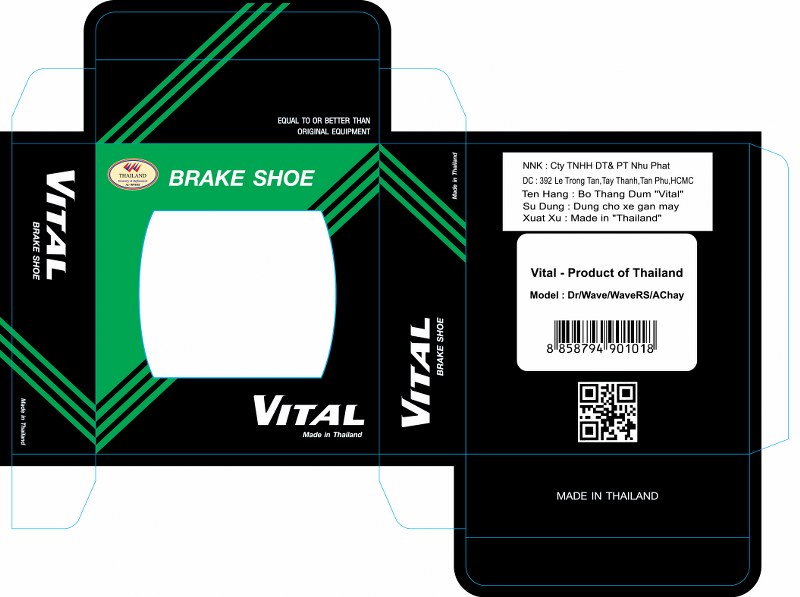 EQUAL TO OR BETTER THAN
ORIGINAL EQUIPMENT
THAILAND
BRAKE SHOE
VITAL
Made in Thailand
VITAL
BRAKE SHOE
Made in Thailand
Made in Thailand
VITAL
BRAKE SHOE
NNK : Cty TNHH DT& PT Nhu Phat
DC : 392 Le Trong Tan,Tay Thanh,Tan Phu,HCMC
Ten Hang : Bo Thang Dum "Vital"
Su Dung : Dung cho xe gan may
Xuat Xu : Made in "Thailand"
Vital - Product of Thailand
Model : Dr/Wave/WaveRS/AChay
8 858794 901018
MADE IN THAILAND